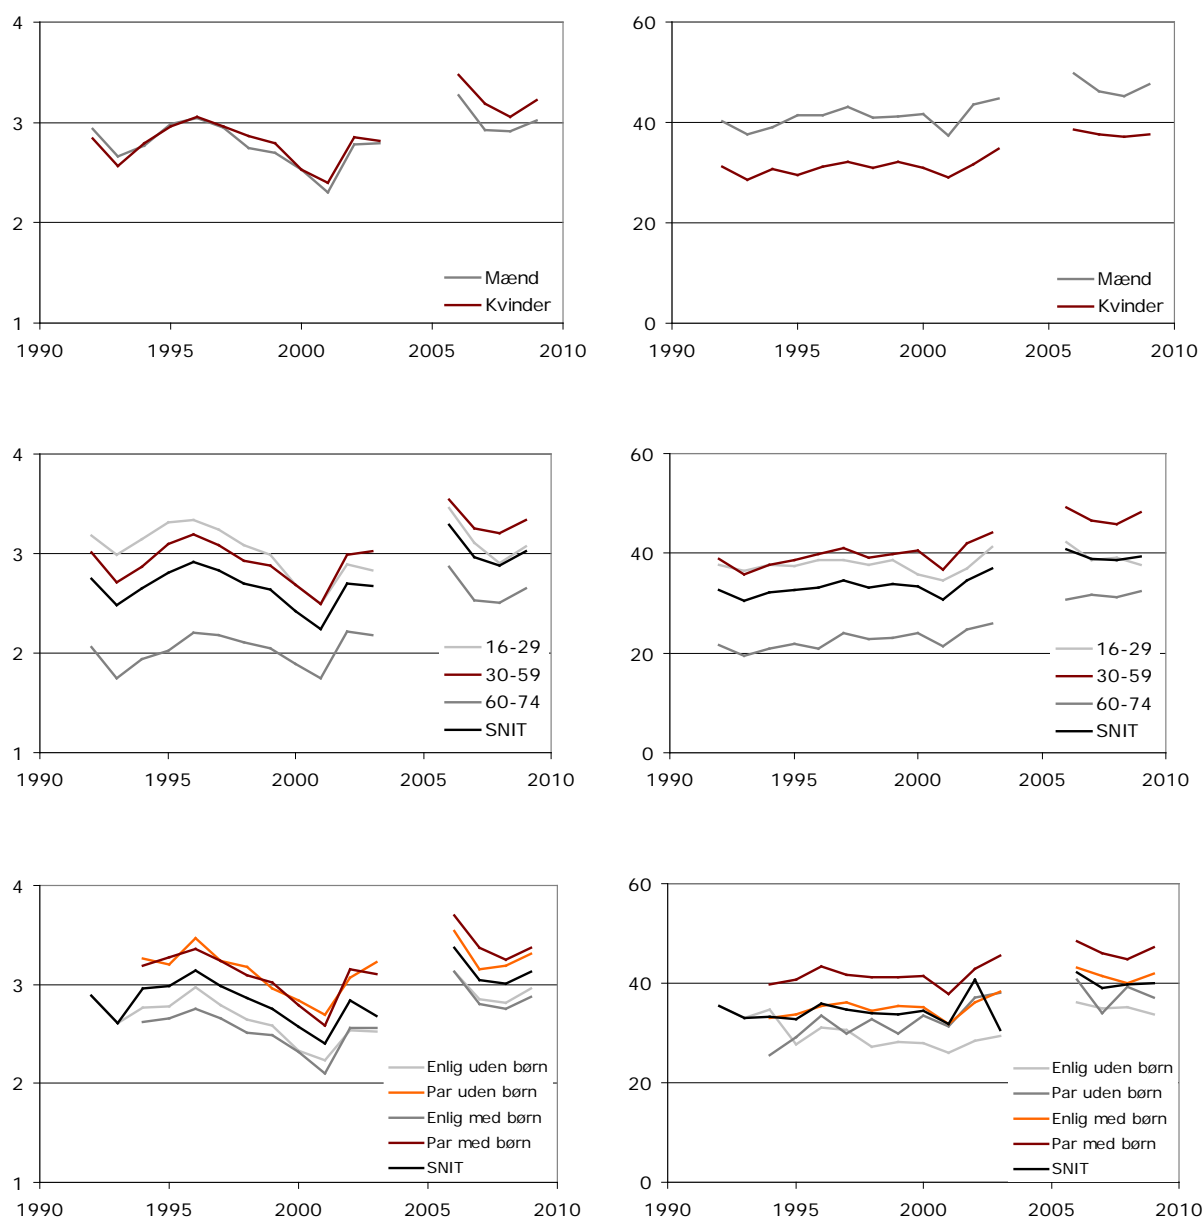 4
3
2
1
1990 1995 2000 2005 2010
Mænd
Kvinder
60
40
20
0
1990 1995 2000 2005 2010
Mænd
Kvinder
4
3
2
1
1990 1995 2000 2005 2010
16-29
30-59
60-74
SNIT
60
40
20
0
1990 1995 2000 2005 2010
16-29
30-59
60-74
SNIT
4
3
2
1
1990 1995 2000 2005 2010
Enlig uden børn
Par uden børn
Enlig med børn
Par med børn
SNIT
60
40
20
0
1990 1995 2000 2005 2010
Enlig uden børn
Par uden børn
Enlig med børn
Par med børn
SNIT